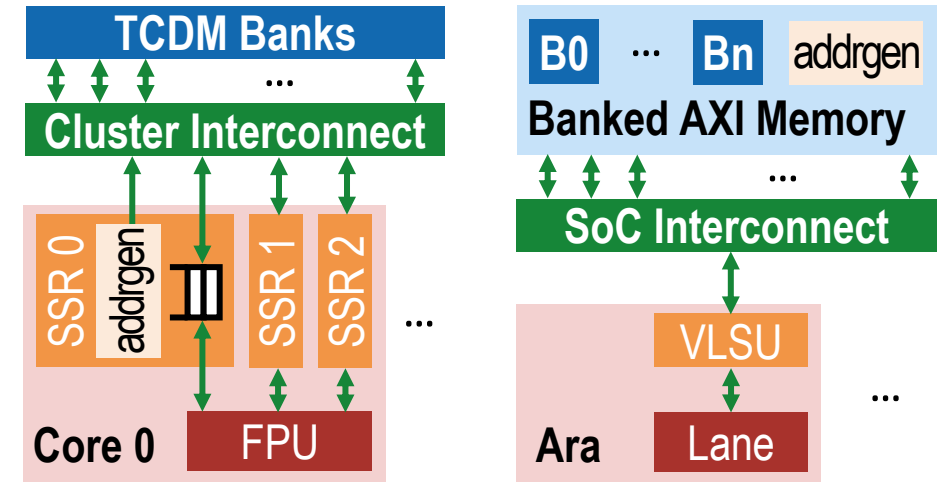 TCDM Banks
...
Cluster Interconnect
SSR 0
addrgen
SSR 1
SSR 2
...
Core 0
FPU
B0
...
Bn
addrgen
Banked AXI Memory
...
SoC Interconnect
VLSU
...
Ara
Lane